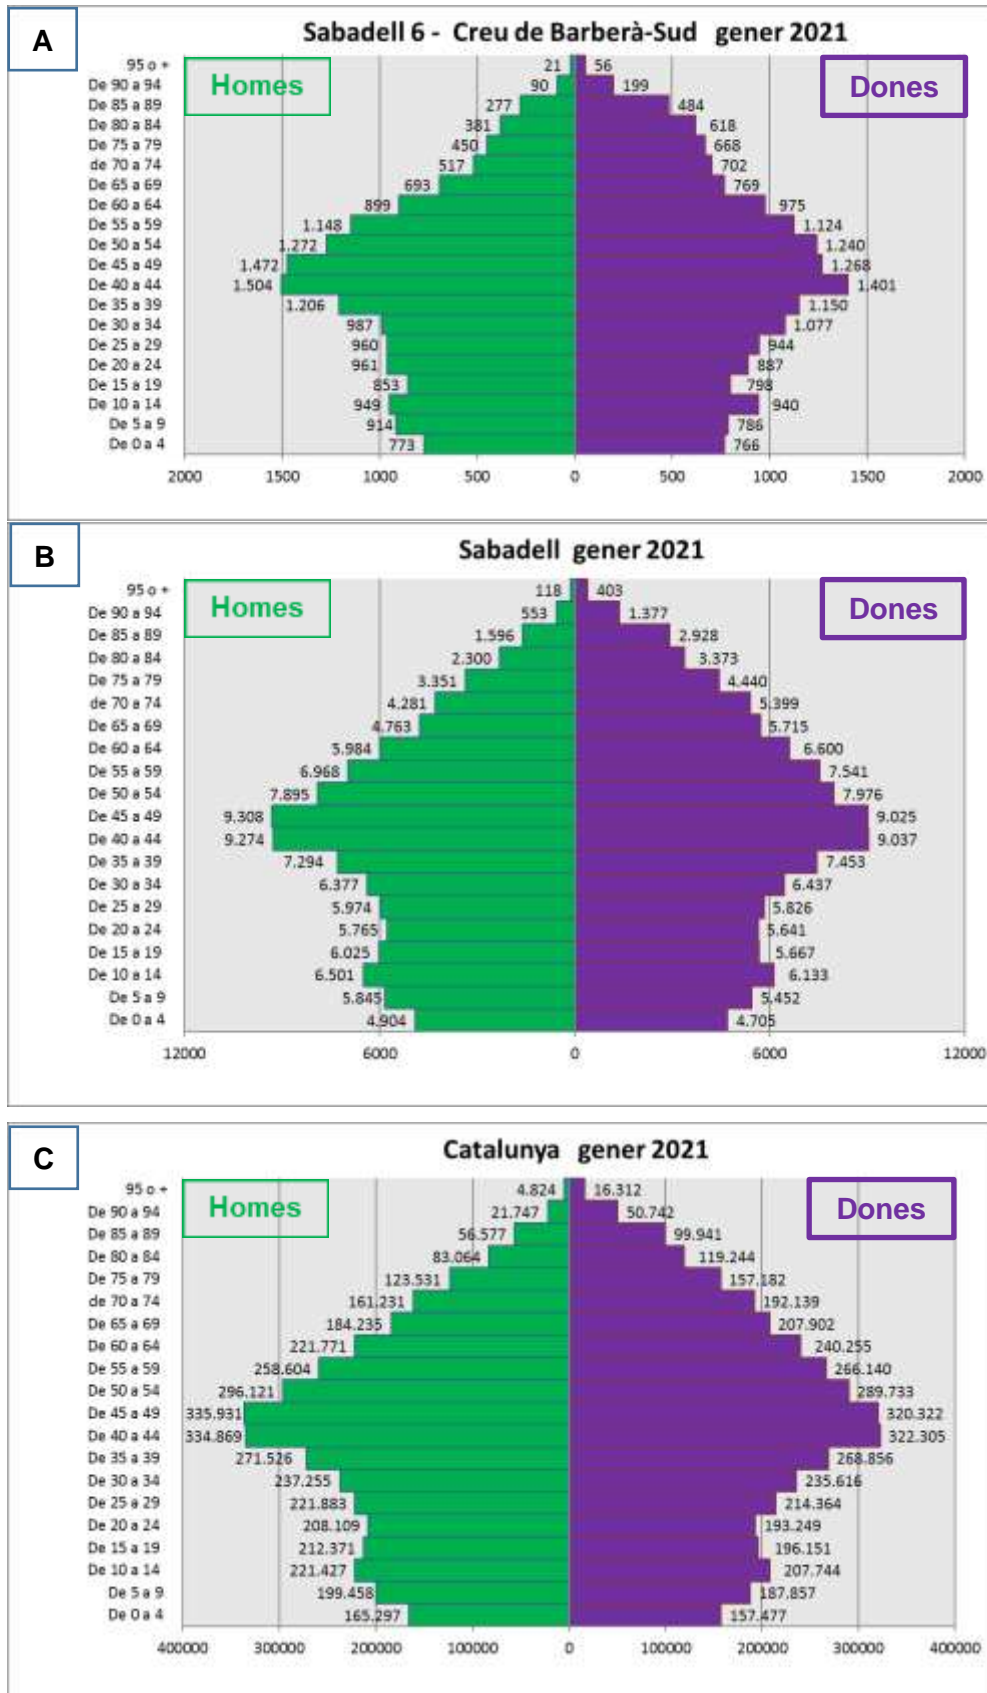 A
Sabadell 6 - Creu de Barberà-Sud gener 2021
Homes
Dones
95 o + 21 56
De 90 a 94 90 199
De 85 a 89 277 484
De 80 a 84 381 618
De 75 a 79 450 668
de 70 a 74 517 702
De 65 a 69 693 769
De 60 a 64 899 975
De 55 a 59 1.148 1.124
De 50 a 54 1.272 1.240
De 45 a 49 1.472 1.268
De 40 a 44 1.504 1.401
De 35 a 39 1.206 1.150
De 30 a 34 987 1.077
De 25 a 29 960 944
De 20 a 24 961 887
De 15 a 19 853 798
De 10 a 14 949 940
De 5 a 9 914 786
De 0 a 4 773 766
2000 1500 1000 500 0 500 1000 1500 2000
B
Sabadell gener 2021
Homes
Dones
95 o + 118 403
De 90 a 94 553 1.377
De 85 a 89 1.596 2.928
De 80 a 84 2.300 3.373
De 75 a 79 3.351 4.440
de 70 a 74 4.281 5.399
De 65 a 69 4.763 5.715
De 60 a 64 5.984 6.600
De 55 a 59 6.968 7.541
De 50 a 54 7.895 7.976
De 45 a 49 9.308 9.025
De 40 a 44 9.274 9.037
De 35 a 39 7.294 7.453
De 30 a 34 6.377 6.437
De 25 a 29 5.974 5.826
De 20 a 24 5.765 5.641
De 15 a 19 6.025 5.667
De 10 a 14 6.501 6.133
De 5 a 9 5.845 5.452
De 0 a 4 4.904 4.705
12000 6000 0 6000 12000
C
Catalunya gener 2021
Homes
Dones
95 o + 4.824 16.312
De 90 a 94 21.747 50.742
De 85 a 89 56.577 99.941
De 80 a 84 83.064 119.244
De 75 a 79 123.531 157.182
de 70 a 74 161.231 192.139
De 65 a 69 184.235 207.902
De 60 a 64 221.771 240.255
De 55 a 59 258.604 266.140
De 50 a 54 296.121 289.733
De 45 a 49 335.931 320.322
De 40 a 44 334.869 322.305
De 35 a 39 271.526 268.856
De 30 a 34 237.255 235.616
De 25 a 29 221.883 214.364
De 20 a 24 208.109 193.249
De 15 a 19 212.371 196.151
De 10 a 14 221.427 207.744
De 5 a 9 199.458 187.857
De 0 a 4 165.297 157.477
400000 300000 200000 100000 0 100000 200000 300000 400000